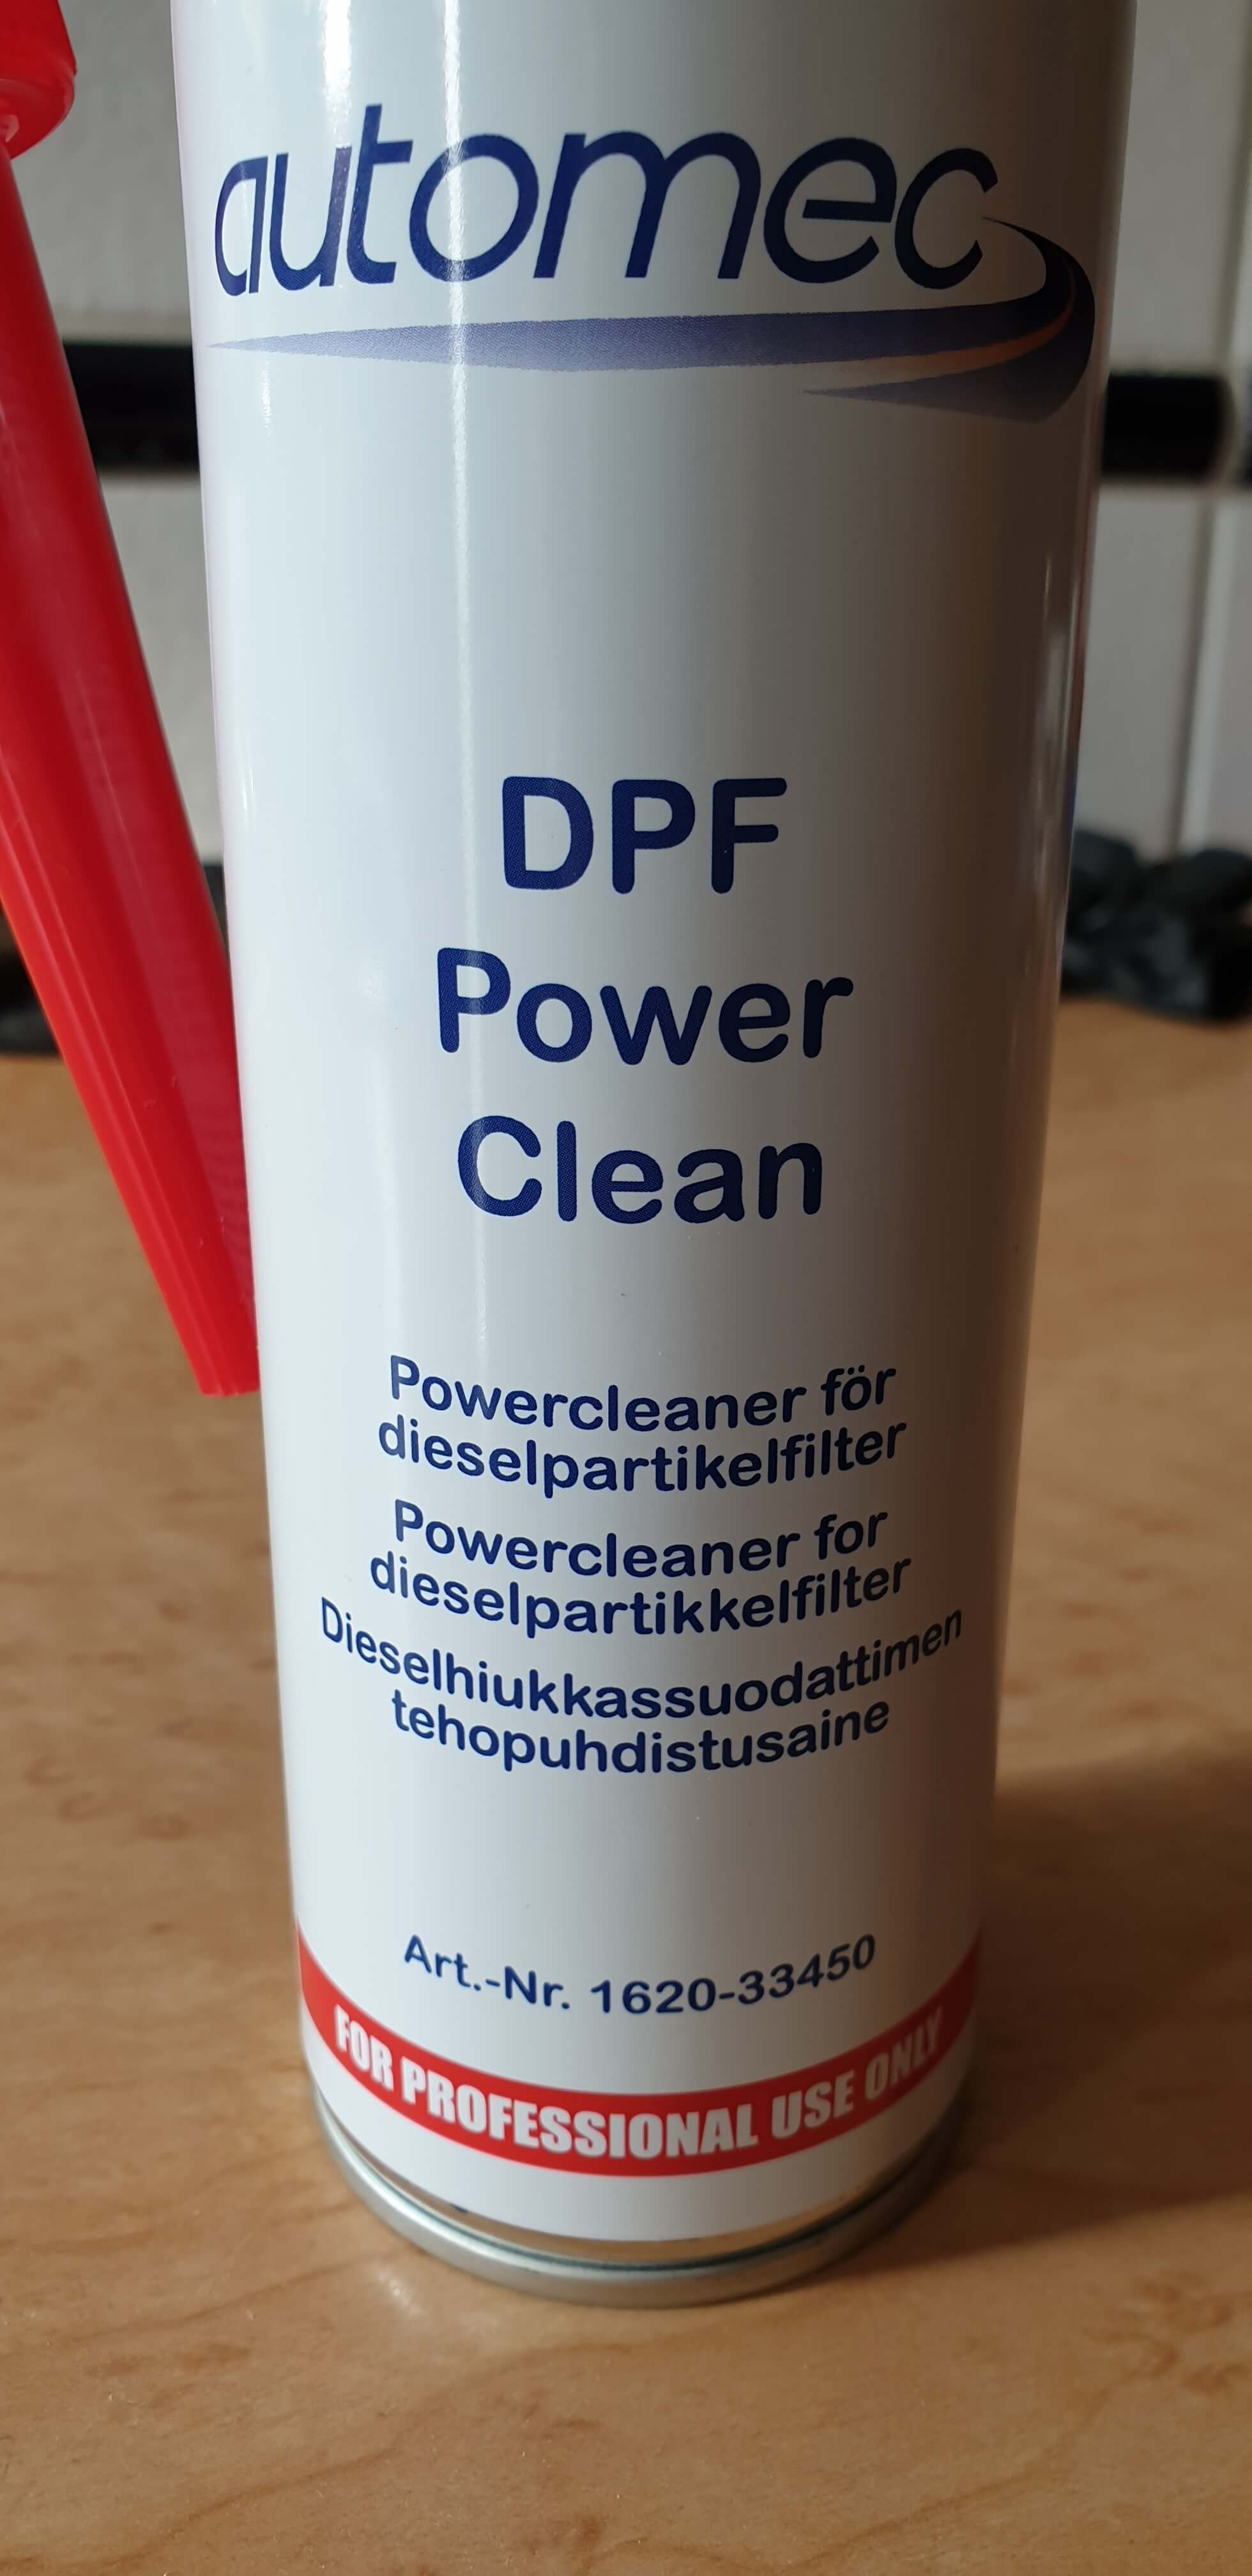 automec
DPF
Power
Clean
Powercleaner för
dieselpartikelfilter
Powercleaner for
dieselpartikkelfilter
Dieselhiukkassuodattimen
tehopuhdistusaine
Art.-Nr. 1620-33450
FOR PROFESSIONAL USE ONLY